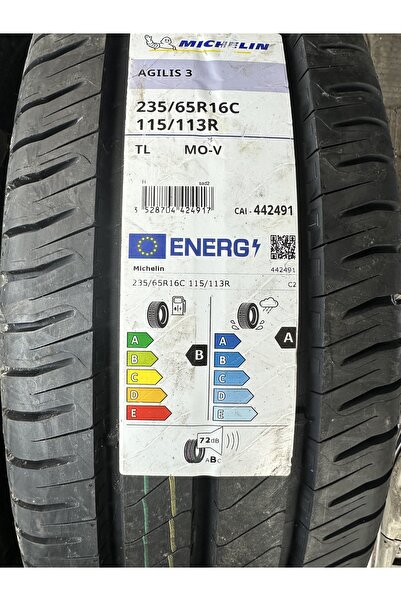 MICHELIN
AGILIS 3
235/65R16C
115/113R
TL MO-V
3 528704 424917
CAI - 442491
ENERG
Michelin 442491
235/65R16C 115/113R C2
A A
B B
C C
D D
E E
A
B
72dB
ABC